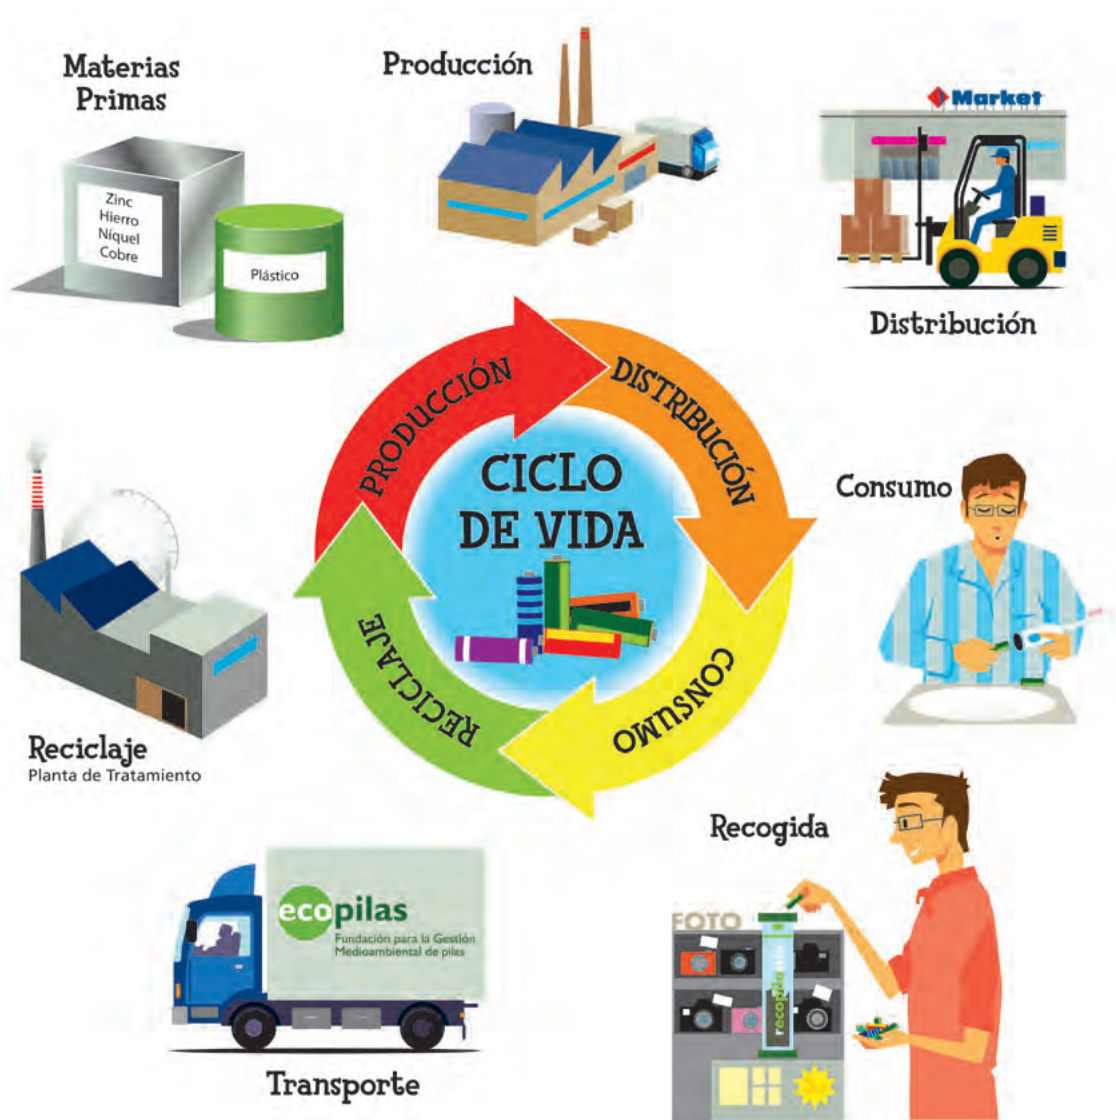 Materias
Primas
Zinc
Hierro
Níquel
Cobre
Plástico
Producción
Market
Distribución
PRODUCCIÓN
DISTRIBUCIÓN
CONSUMO
RECICLAJE
CICLO
DE VIDA
Consumo
Reciclaje
Planta de Tratamiento
Recogida
FOTO
recopila
ecopilas
Fundación para la Gestión
Medioambiental de pilas
Transporte